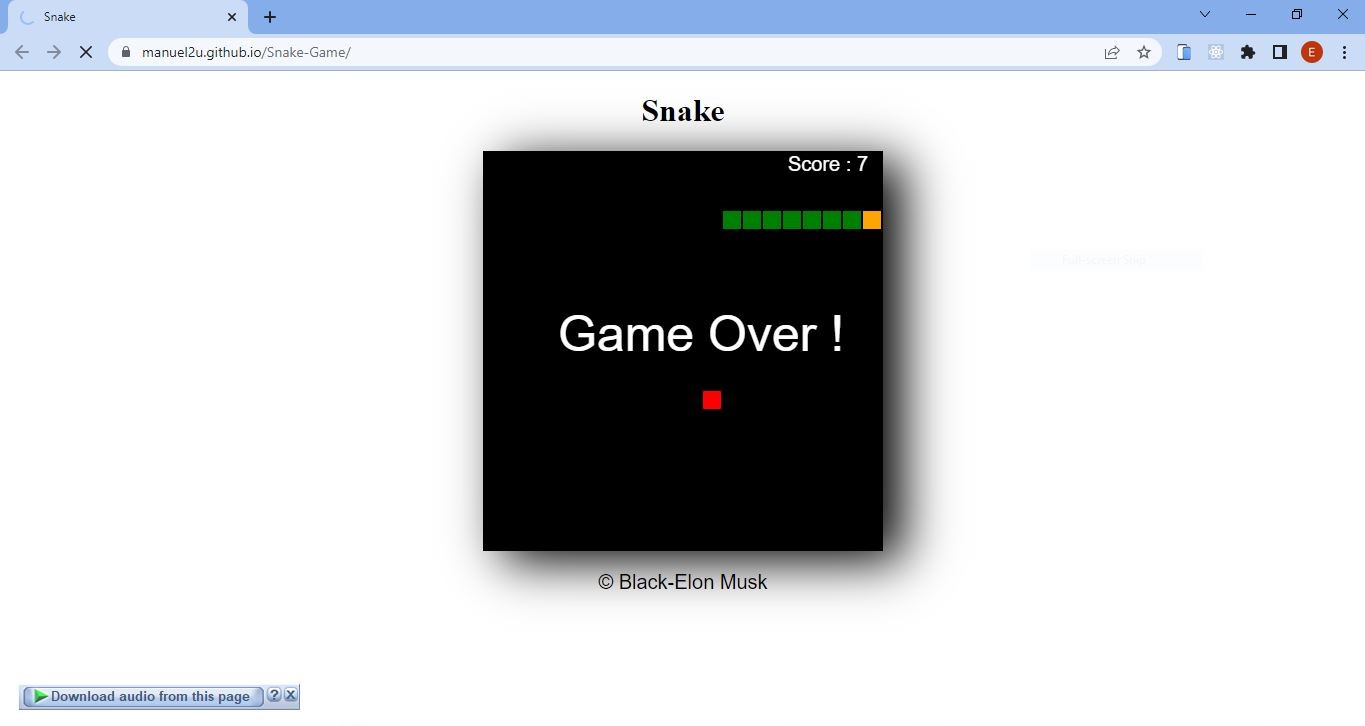 Snake
manuel2u.github.io/Snake-Game/
E
Snake
Score : 7
Full-screen Snip
Game Over !
© Black-Elon Musk
Download audio from this page ?